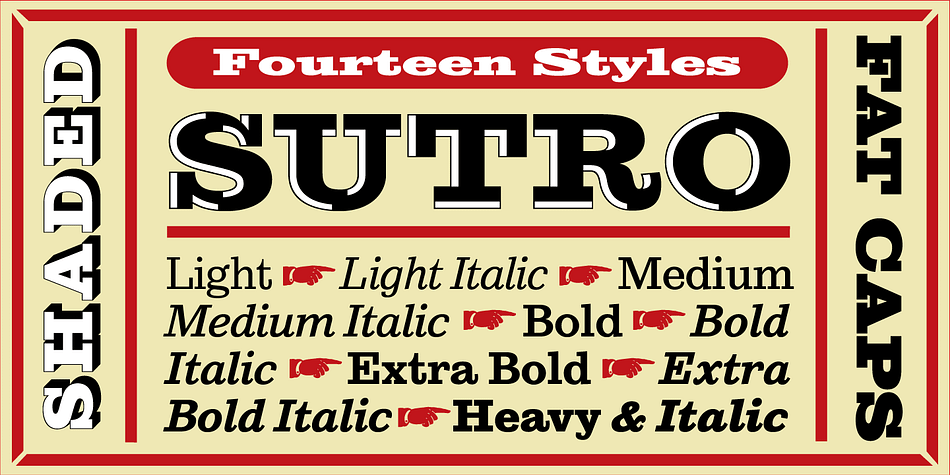 SHADED
Fourteen Styles
SUTRO
Light Light Italic Medium
Medium Italic Bold Bold
Italic Extra Bold Extra
Bold Italic Heavy & Italic
FAT CAPS